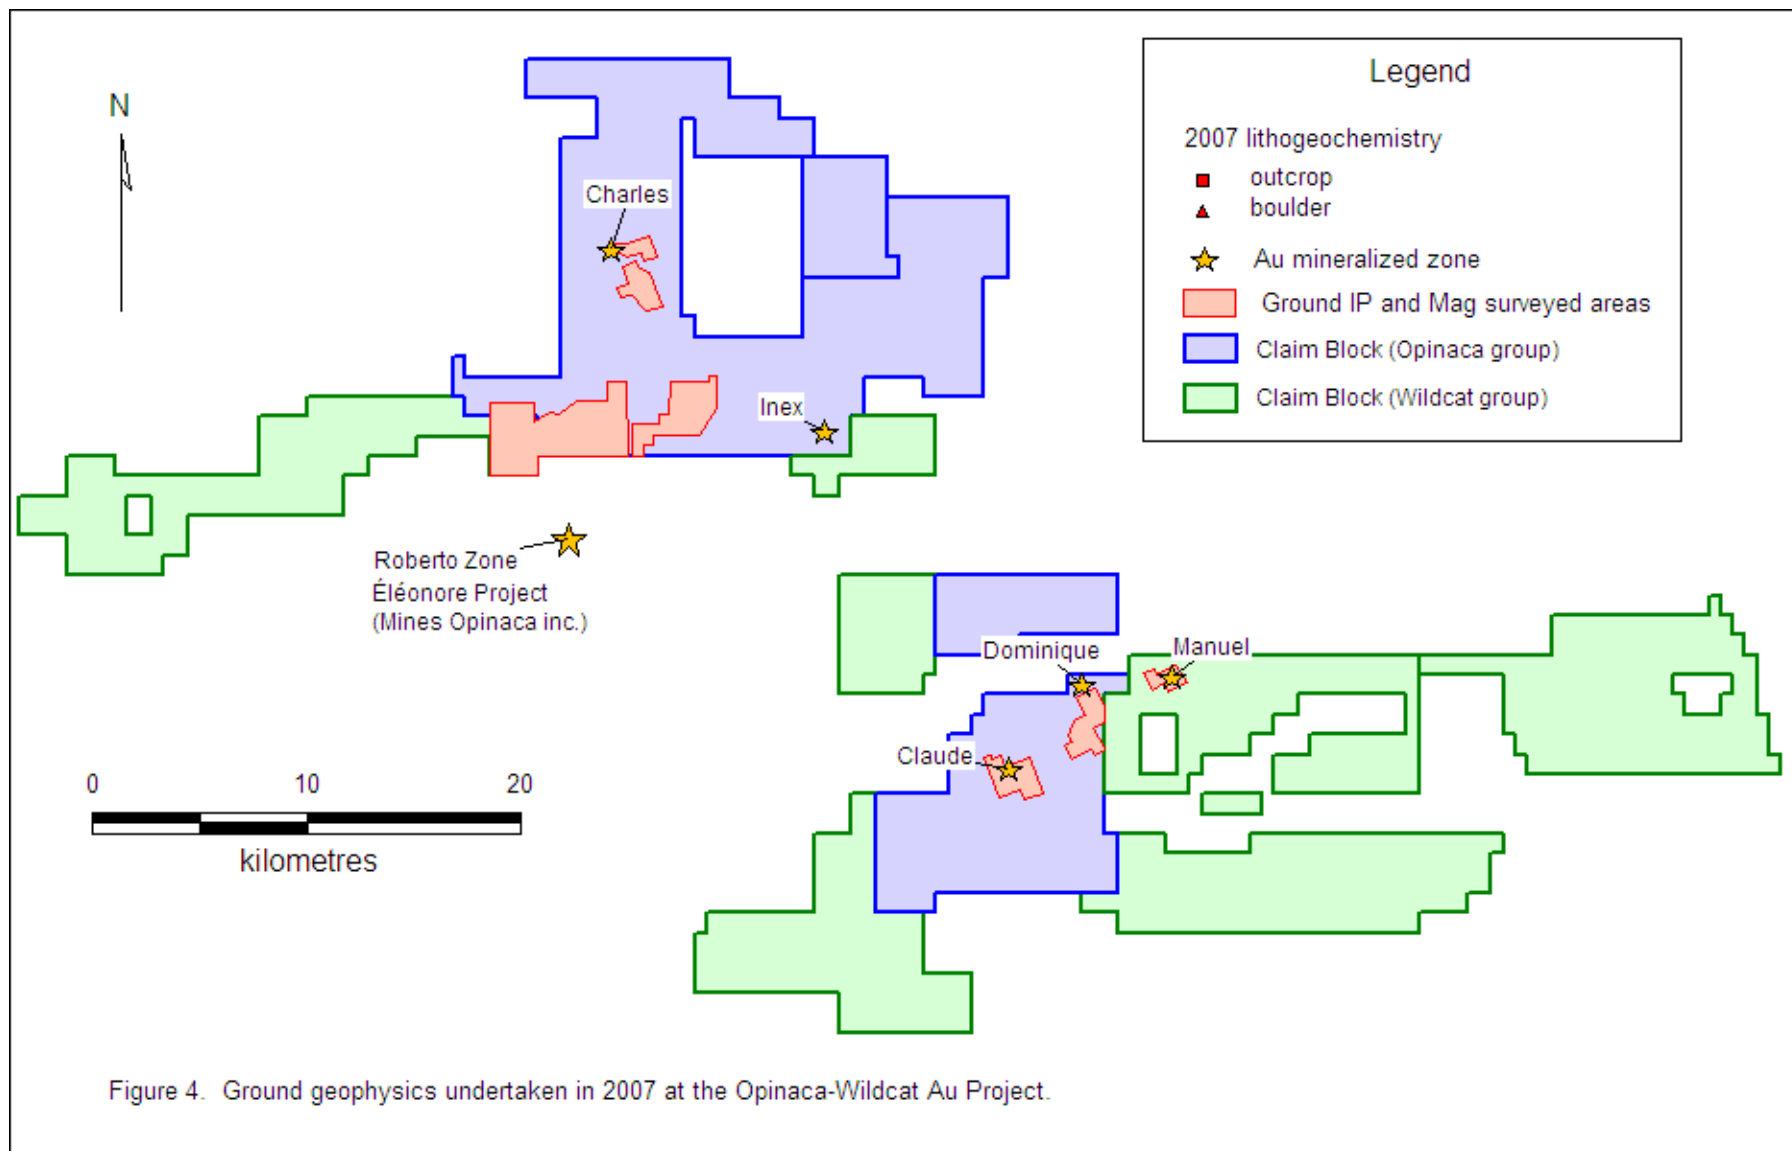 N
Legend
2007 lithogeochemistry
outcrop
boulder
Au mineralized zone
Ground IP and Mag surveyed areas
Claim Block (Opinaca group)
Claim Block (Wildcat group)
Charles
Inex
Roberto Zone
Éléonore Project
(Mines Opinaca inc.)
Dominique
Manuel
Claude
0 10 20
kilometres
Figure 4. Ground geophysics undertaken in 2007 at the Opinaca-Wildcat Au Project.